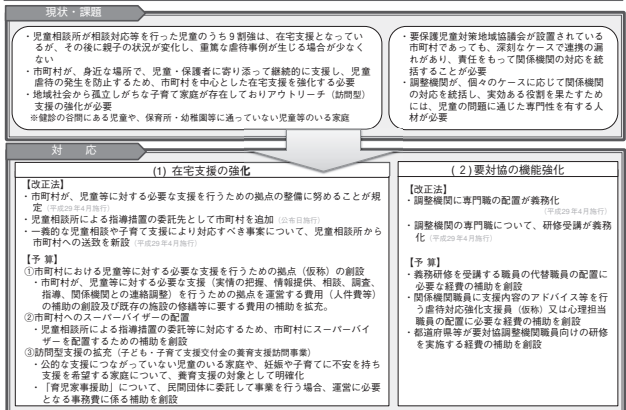 現状・課題
・児童相談所が相談対応等を行った児童のうち９割強は、在宅支援となってい
るが、その後に親子の状況が変化し、重篤な虐待事例が生じる場合が少なく
ない
・市町村が、身近な場所で、児童・保護者に寄り添って継続的に支援し、児童
虐待の発生を防止するため、市町村を中心とした在宅支援を強化する必要
・地域社会から孤立しがちな子育て家庭が存在しておりアウトリーチ（訪問型）
支援の強化が必要
※健診の谷間にある児童や、保育所・幼稚園等に通っていない児童等のいる家庭
・要保護児童対策地域協議会が設置されている
市町村であっても、深刻なケースで連携の漏
れがあり、責任をもって関係機関の対応を統
括することが必要
・調整機関が、個々のケースに応じて関係機関
の対応を統括し、実効ある役割を果たすため
には、児童の問題に通じた専門性を有する人
材が必要
対　応
(1) 在宅支援の強化
【改正法】
・市町村が、児童等に対する必要な支援を行うための拠点の整備に努めることが規
定（平成29年4月施行）
・児童相談所による指導措置の委託先として市町村を追加（公布日施行）
・一義的な児童相談や子育て支援により対応すべき事案について、児童相談所から
市町村への送致を新設（平成29年4月施行）
【予 算】
①市町村における児童等に対する必要な支援を行うための拠点（仮称）の創設
・市町村が、児童等に対する必要な支援（実情の把握、情報提供、相談、調査、
指導、関係機関との連絡調整）を行うための拠点を運営する費用（人件費等）
の補助の創設及び既存の施設の修繕等に要する費用の補助を拡充。
②市町村へのスーパーバイザーの配置
・児童相談所による指導措置の委託等に対応するため、市町村にスーパーバイ
ザーを配置するための補助を創設
③訪問型支援の拡充（子ども・子育て支援交付金の養育支援訪問事業）
・公的な支援につながっていない児童のいる家庭や、妊娠や子育てに不安を持ち
支援を希望する家庭について、養育支援の対象として明確化
・「育児家事援助」について、民間団体に委託して事業を行う場合、運営に必要
となる事務費に係る補助を創設
(２)要対協の機能強化
【改正法】
・調整機関に専門職の配置が義務化
（平成29年4月施行）
・調整機関の専門職について、研修受講が義務
化（平成29年4月施行）
【予 算】
・義務研修を受講する職員の代替職員の配置に
必要な経費の補助を創設
・関係機関職員に支援内容のアドバイス等を行
う虐待対応強化支援員（仮称）又は心理担当
職員の配置に必要な経費の補助を創設
・都道府県等が要対協調整機関職員向けの研修
を実施する経費の補助を創設